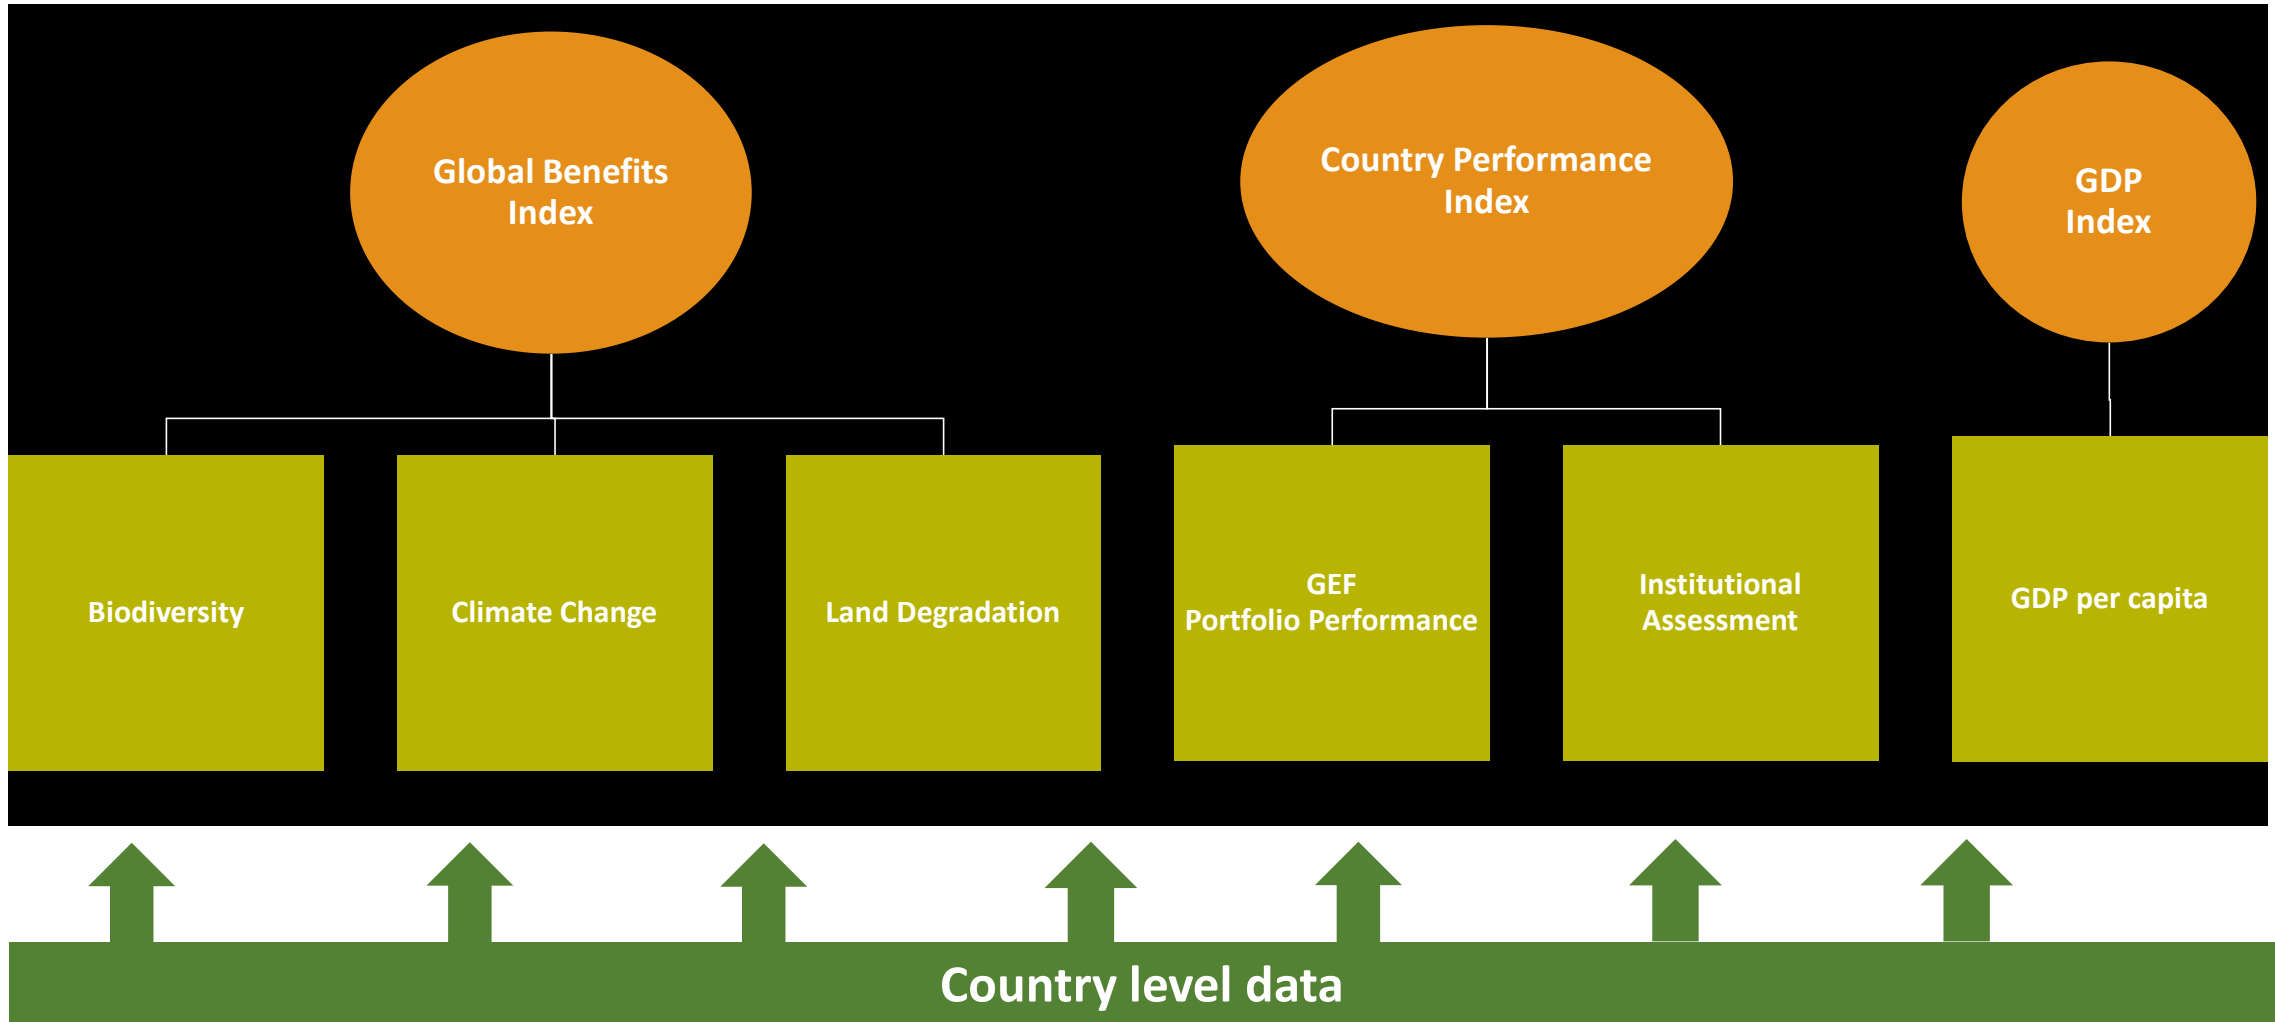 Global Benefits
Index
Country Performance
Index
GDP
Index
Biodiversity
Climate Change
Land Degradation
GEF
Portfolio Performance
Institutional
Assessment
GDP per capita
Country level data